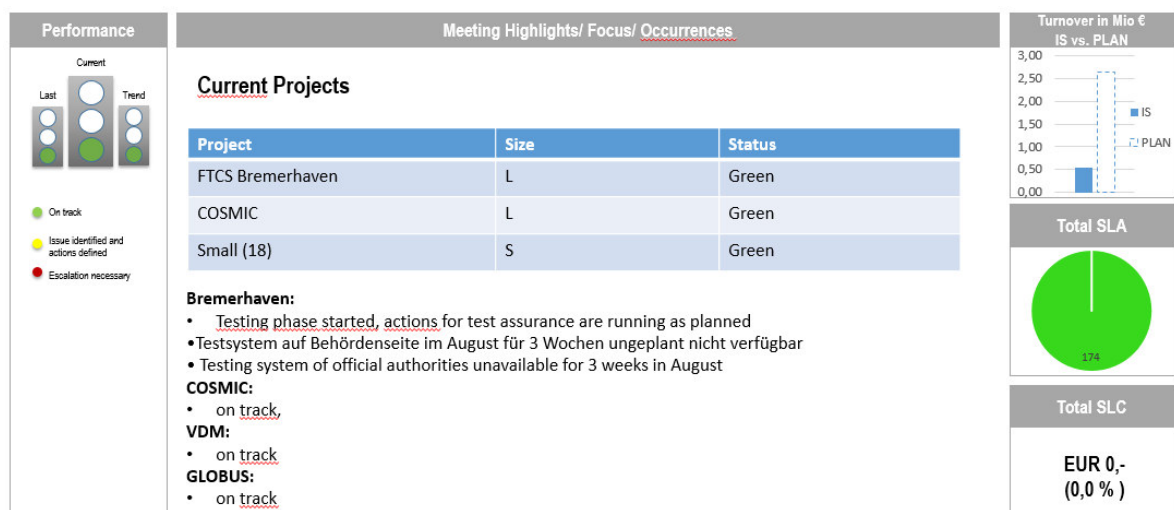 Performance
Current
Last
Trend
On track
Issue identified and
actions defined
Escalation necessary
Meeting Highlights/ Focus/ Occurrences
Current Projects
Project Size Status
FTCS Bremerhaven L Green
COSMIC L Green
Small (18) S Green
Bremerhaven:
• Testing phase started, actions for test assurance are running as planned
•Testsystem auf Behördenseite im August für 3 Wochen ungeplant nicht verfügbar
• Testing system of official authorities unavailable for 3 weeks in August
COSMIC:
• on track,
VDM:
• on track
GLOBUS:
• on track
Turnover in Mio €
IS vs. PLAN
3,00
2,50
2,00
1,50
1,00
0,50
0,00
IS
PLAN
Total SLA
174
Total SLC
EUR 0,-
(0,0 % )